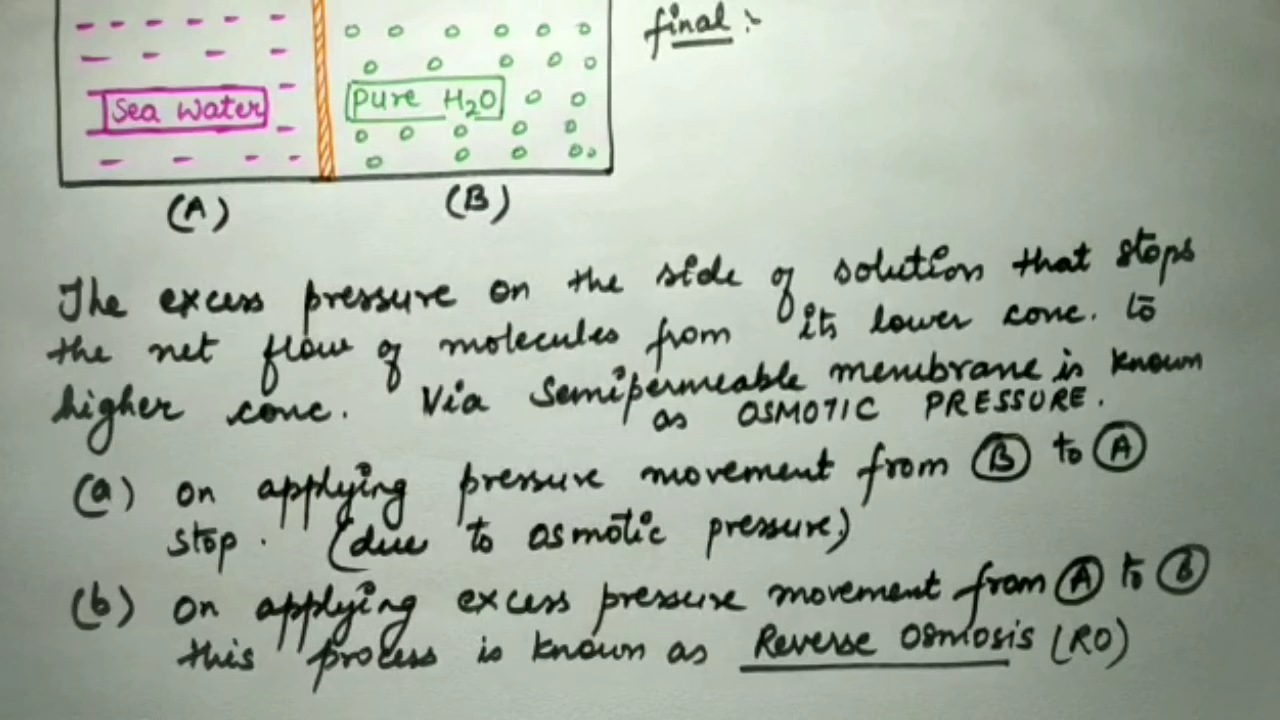 final :-
Sea Water
Pure H₂O
(A)
(B)
The excess pressure on the side of solution that stops
the net flow of molecules from its lower conc. to
higher conc. Via Semipermeable membrane is known
as OSMOTIC PRESSURE.
(a) on applying pressure movement from (B) to (A)
stop. (due to osmotic pressure)
(b) on applying excess pressure movement from (A) to (B)
this process is known as Reverse Osmosis (RO)